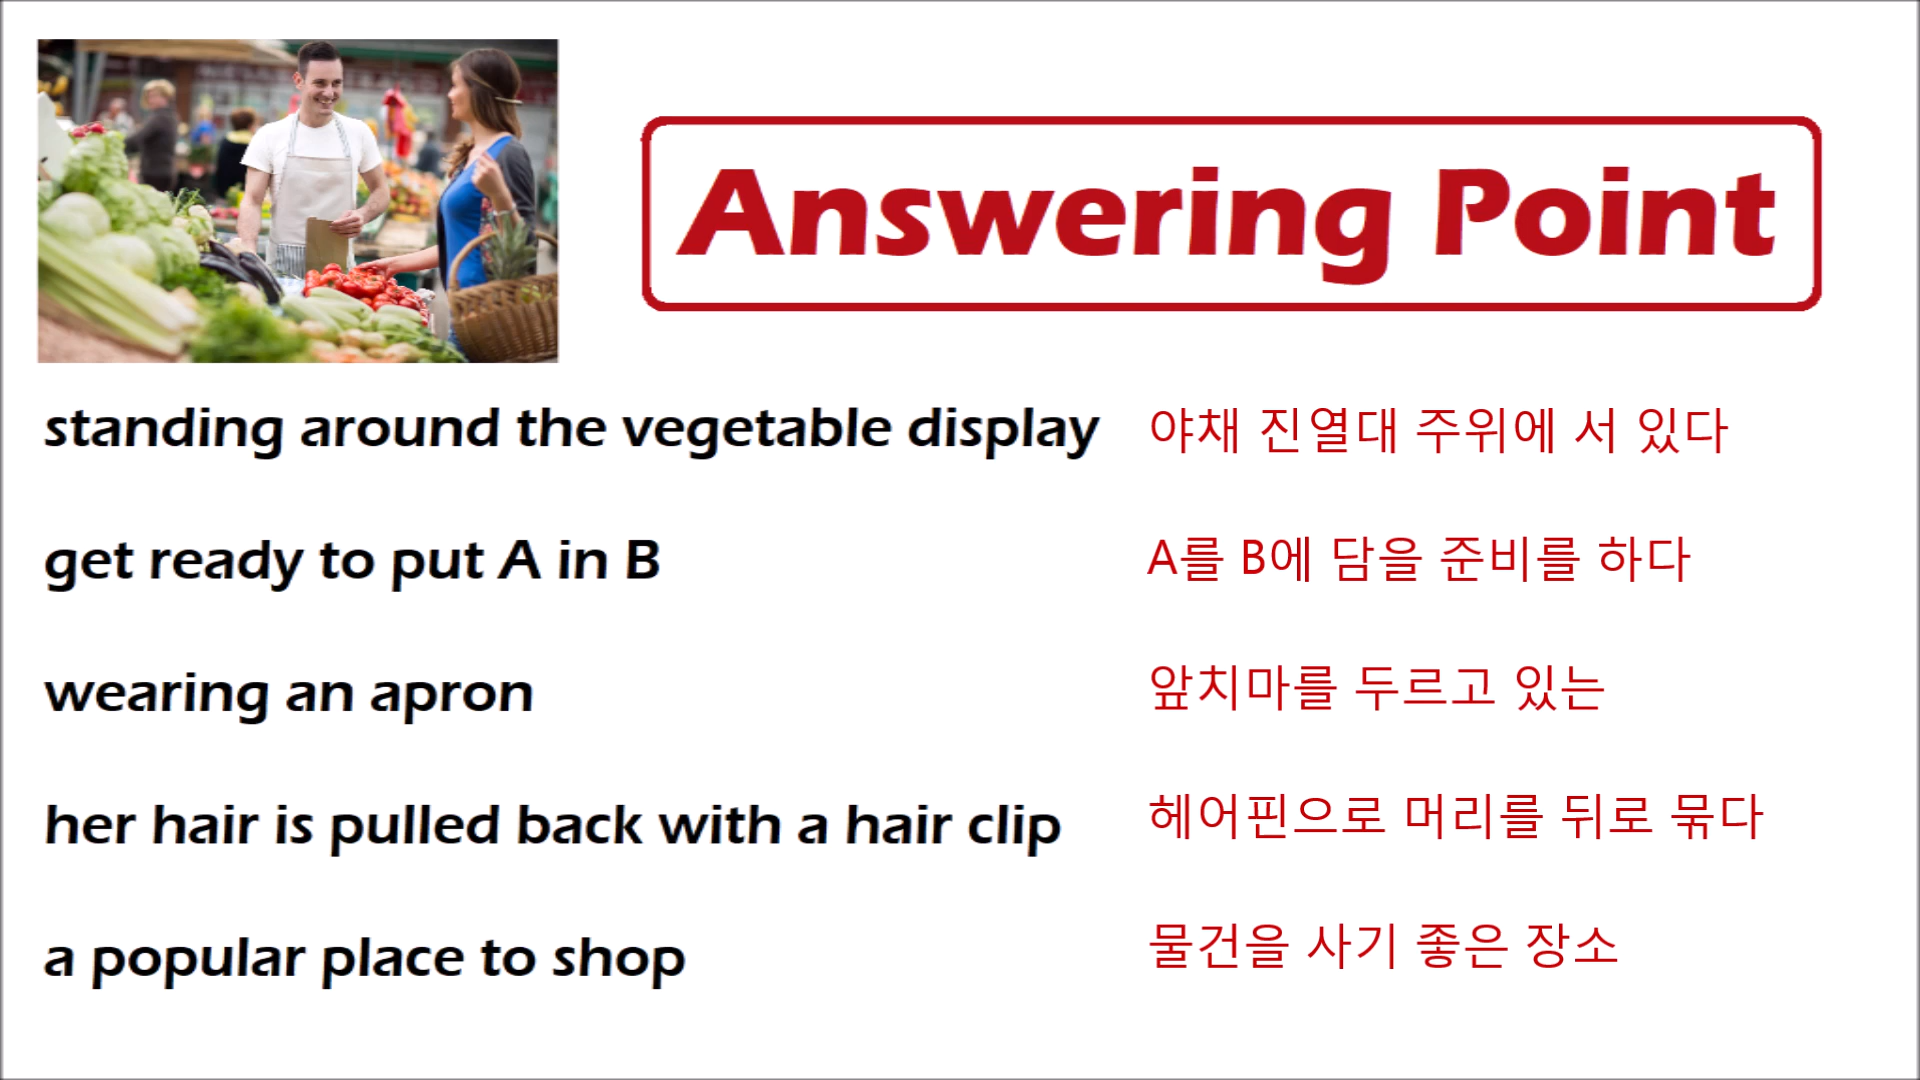 Answering Point
standing around the vegetable display 야채 진열대 주위에 서 있다
get ready to put A in B A를 B에 담을 준비를 하다
wearing an apron 앞치마를 두르고 있는
her hair is pulled back with a hair clip 헤어핀으로 머리를 뒤로 묶다
a popular place to shop 물건을 사기 좋은 장소